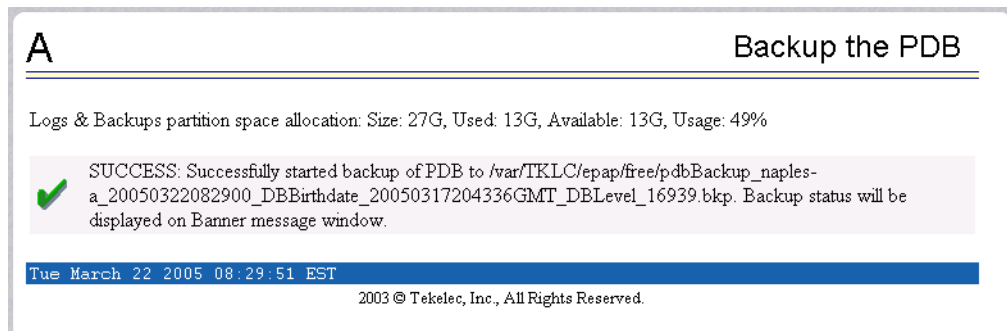 A
Backup the PDB
Logs & Backups partition space allocation: Size: 27G, Used: 13G, Available: 13G, Usage: 49%
SUCCESS: Successfully started backup of PDB to /var/TKLC/epap/free/pdbBackup_naples-
a_20050322082900_DBBirthdate_20050317204336GMT_DBLevel_16939.bkp. Backup status will be
displayed on Banner message window.
Tue March 22 2005 08:29:51 EST
2003 © Tekelec, Inc., All Rights Reserved.